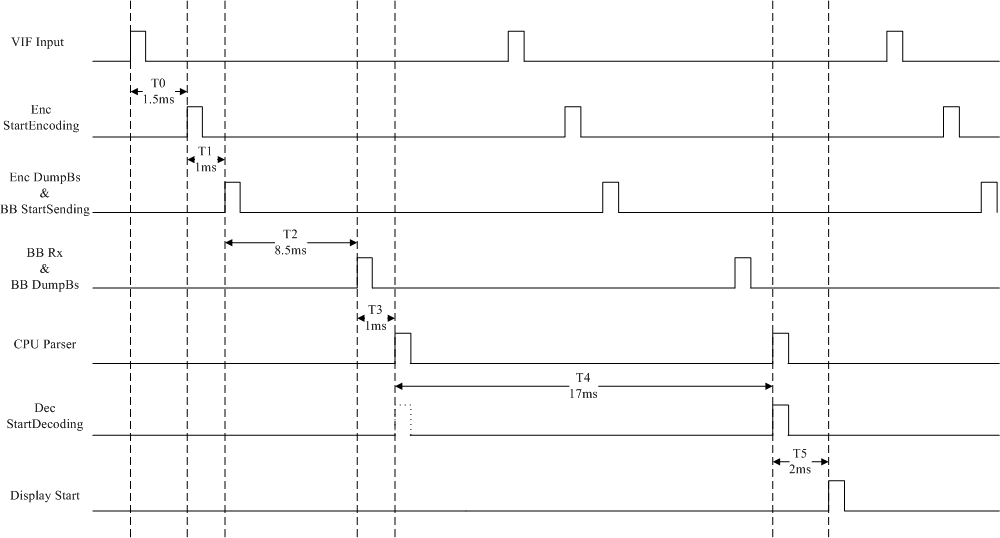 VIF Input
T0
1.5ms
Enc
StartEncoding
T1
1ms
Enc DumpBs
&
BB StartSending
T2
8.5ms
BB Rx
&
BB DumpBs
T3
1ms
CPU Parser
T4
17ms
Dec
StartDecoding
T5
2ms
Display Start